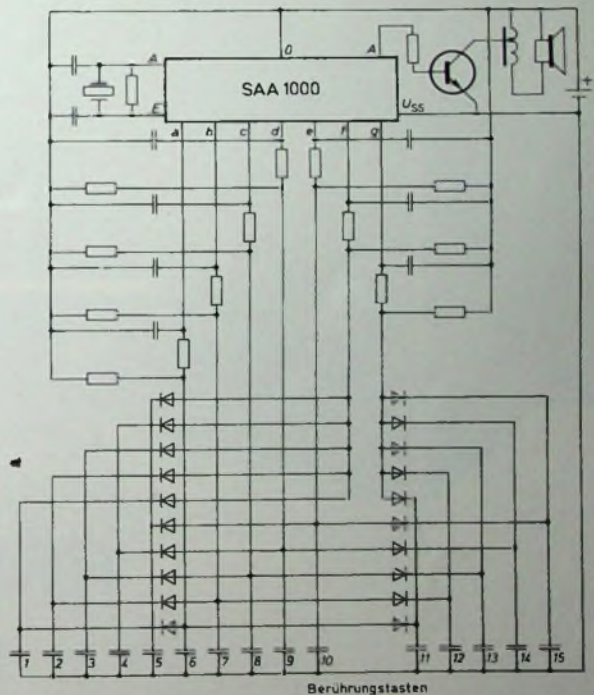 0 A
A
SAA 1000
+
E USS
a b c d e f g
a
1 2 3 4 5 6 7 8 9 10 11 12 13 14 15
Berührungstasten